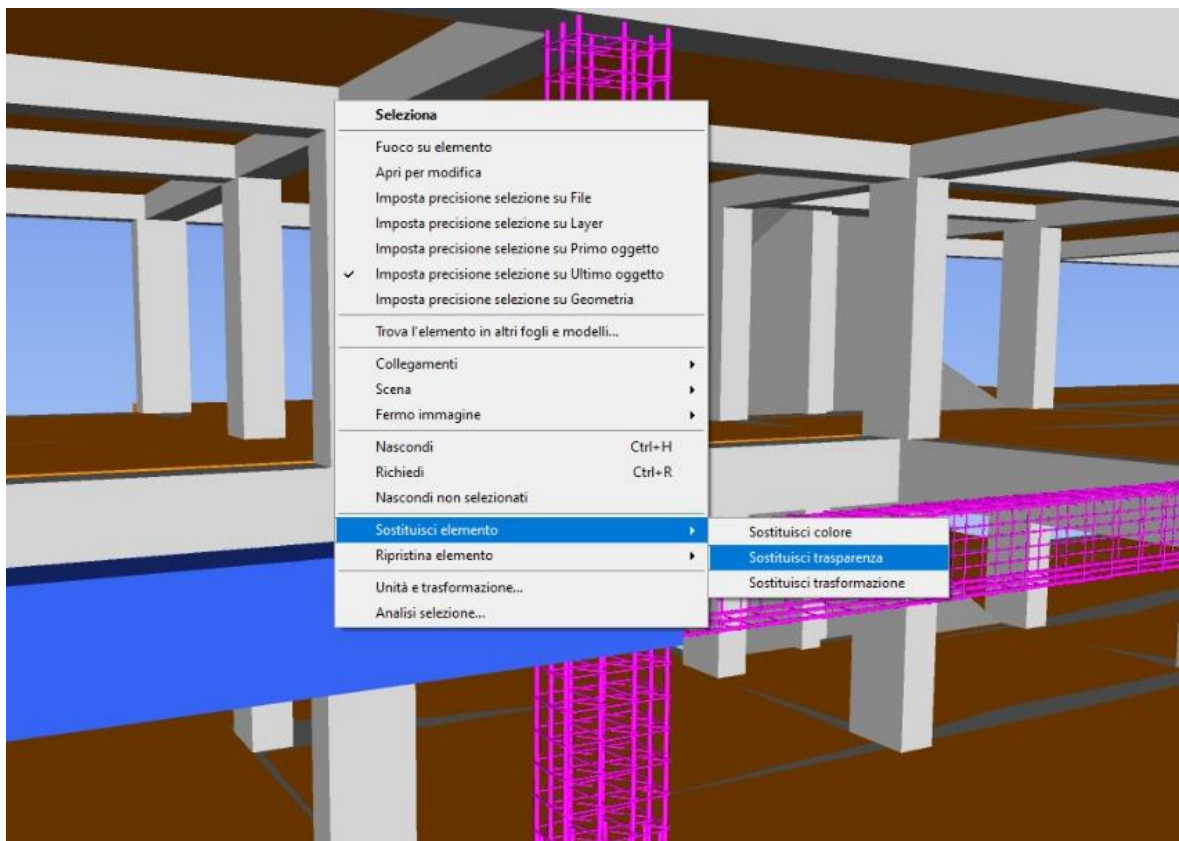 Seleziona
Fuoco su elemento
Apri per modifica
Imposta precisione selezione su File
Imposta precisione selezione su Layer
Imposta precisione selezione su Primo oggetto
Imposta precisione selezione su Ultimo oggetto
Imposta precisione selezione su Geometria
Trova l'elemento in altri fogli e modelli...
Collegamenti
Scena
Fermo immagine
Nascondi Ctrl+H
Richiedi Ctrl+R
Nascondi non selezionati
Sostituisci elemento
Ripristina elemento
Unità e trasformazione...
Analisi selezione...
Sostituisci colore
Sostituisci trasparenza
Sostituisci trasformazione